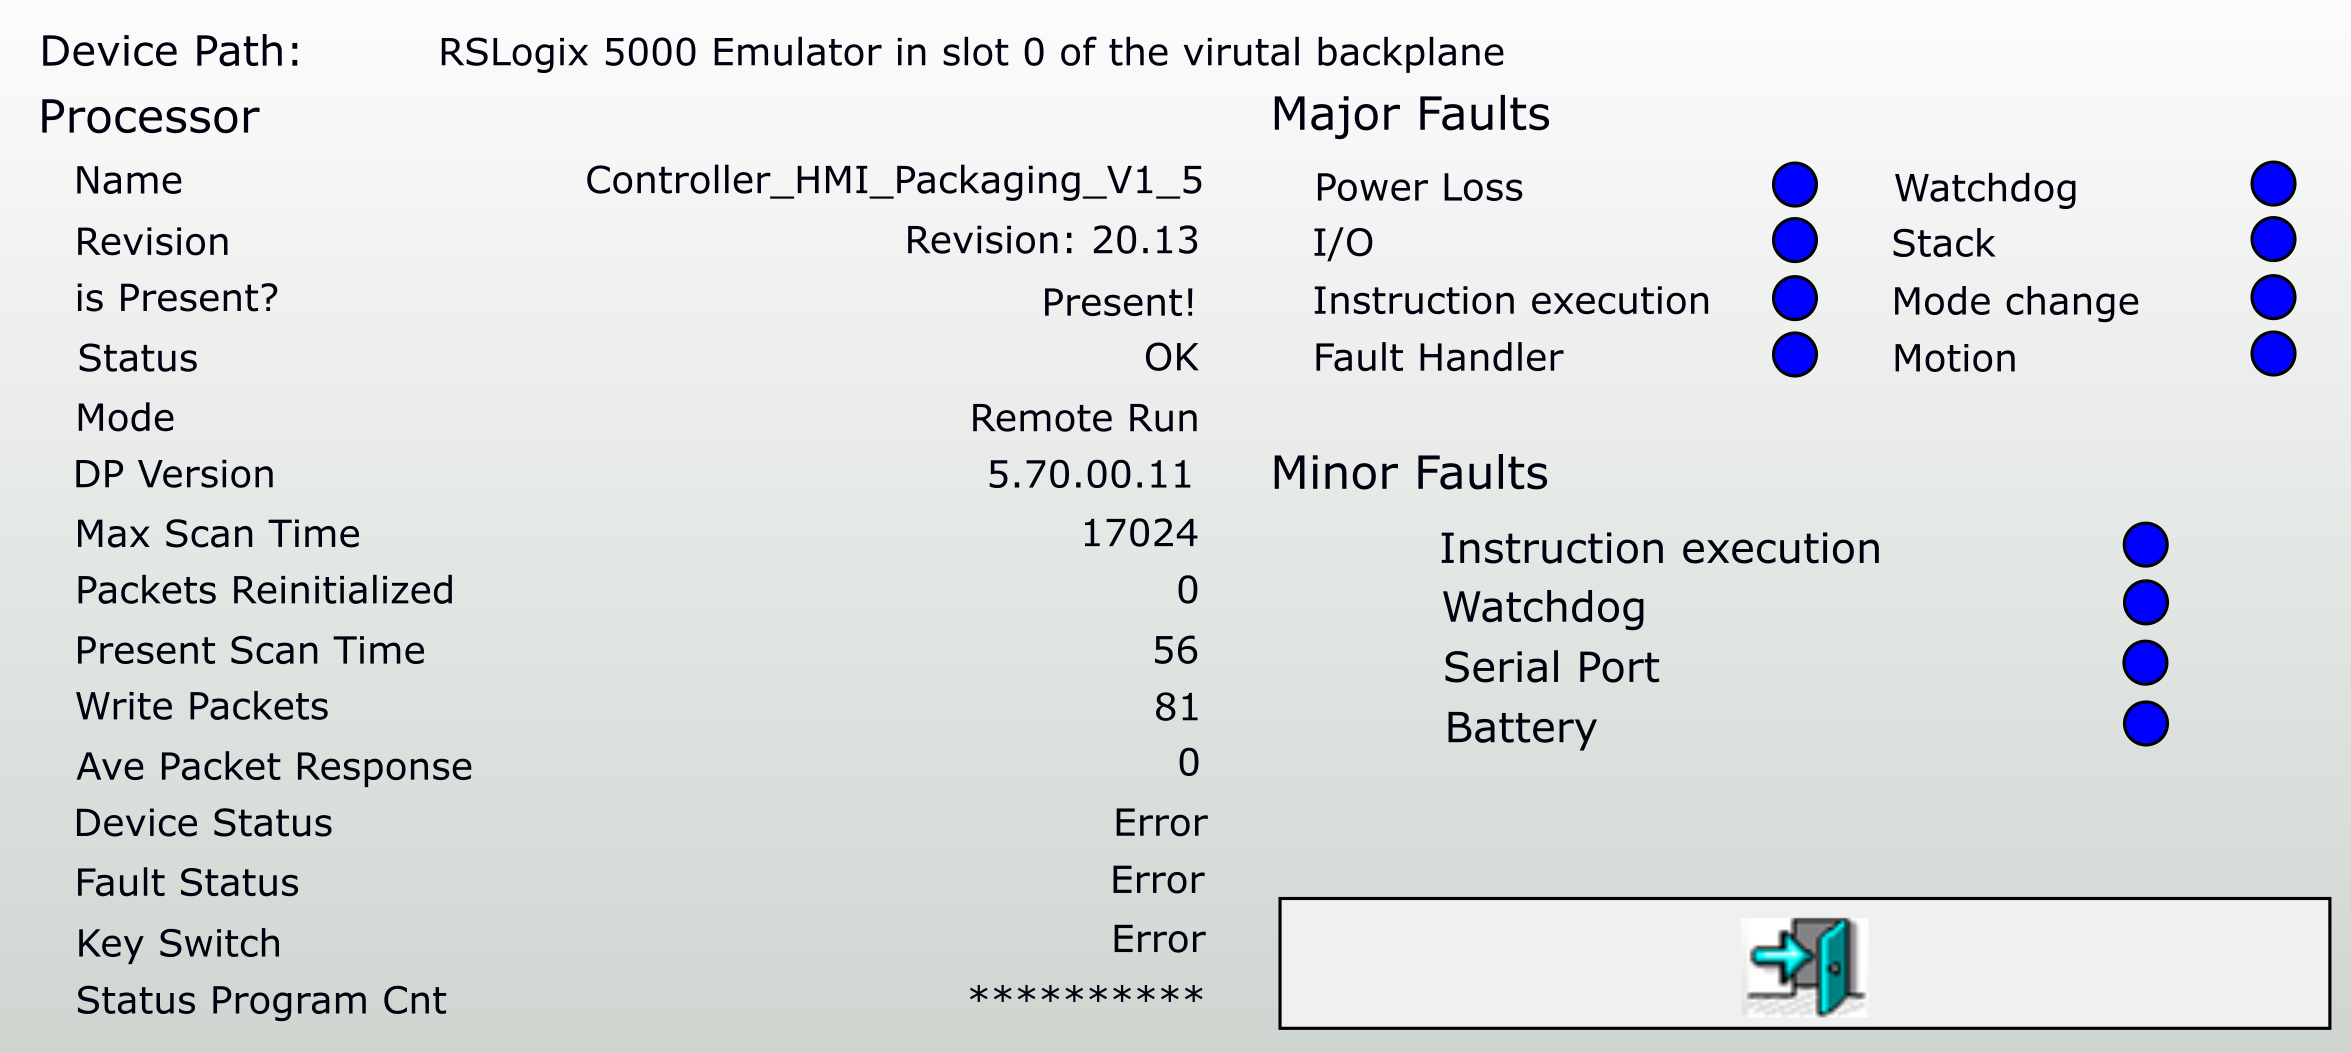 Device Path: RSLogix 5000 Emulator in slot 0 of the virutal backplane
Processor
Name Controller_HMI_Packaging_V1_5
Revision Revision: 20.13
is Present? Present!
Status OK
Mode Remote Run
DP Version 5.70.00.11
Max Scan Time 17024
Packets Reinitialized 0
Present Scan Time 56
Write Packets 81
Ave Packet Response 0
Device Status Error
Fault Status Error
Key Switch Error
Status Program Cnt **********
Major Faults
Power Loss Watchdog
I/O Stack
Instruction execution Mode change
Fault Handler Motion
Minor Faults
Instruction execution
Watchdog
Serial Port
Battery